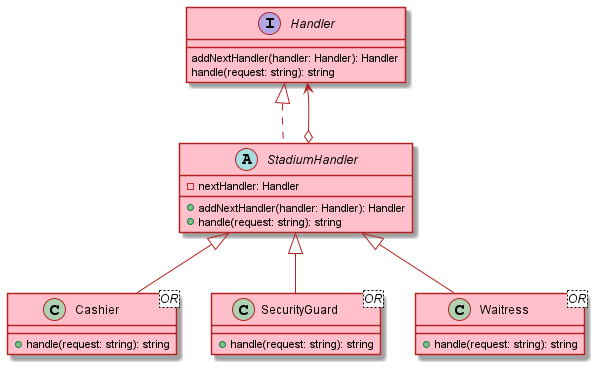 I Handler
addNextHandler(handler: Handler): Handler
handle(request: string): string
A StadiumHandler
nextHandler: Handler
addNextHandler(handler: Handler): Handler
handle(request: string): string
C Cashier OR
handle(request: string): string
C SecurityGuard OR
handle(request: string): string
C Waitress OR
handle(request: string): string